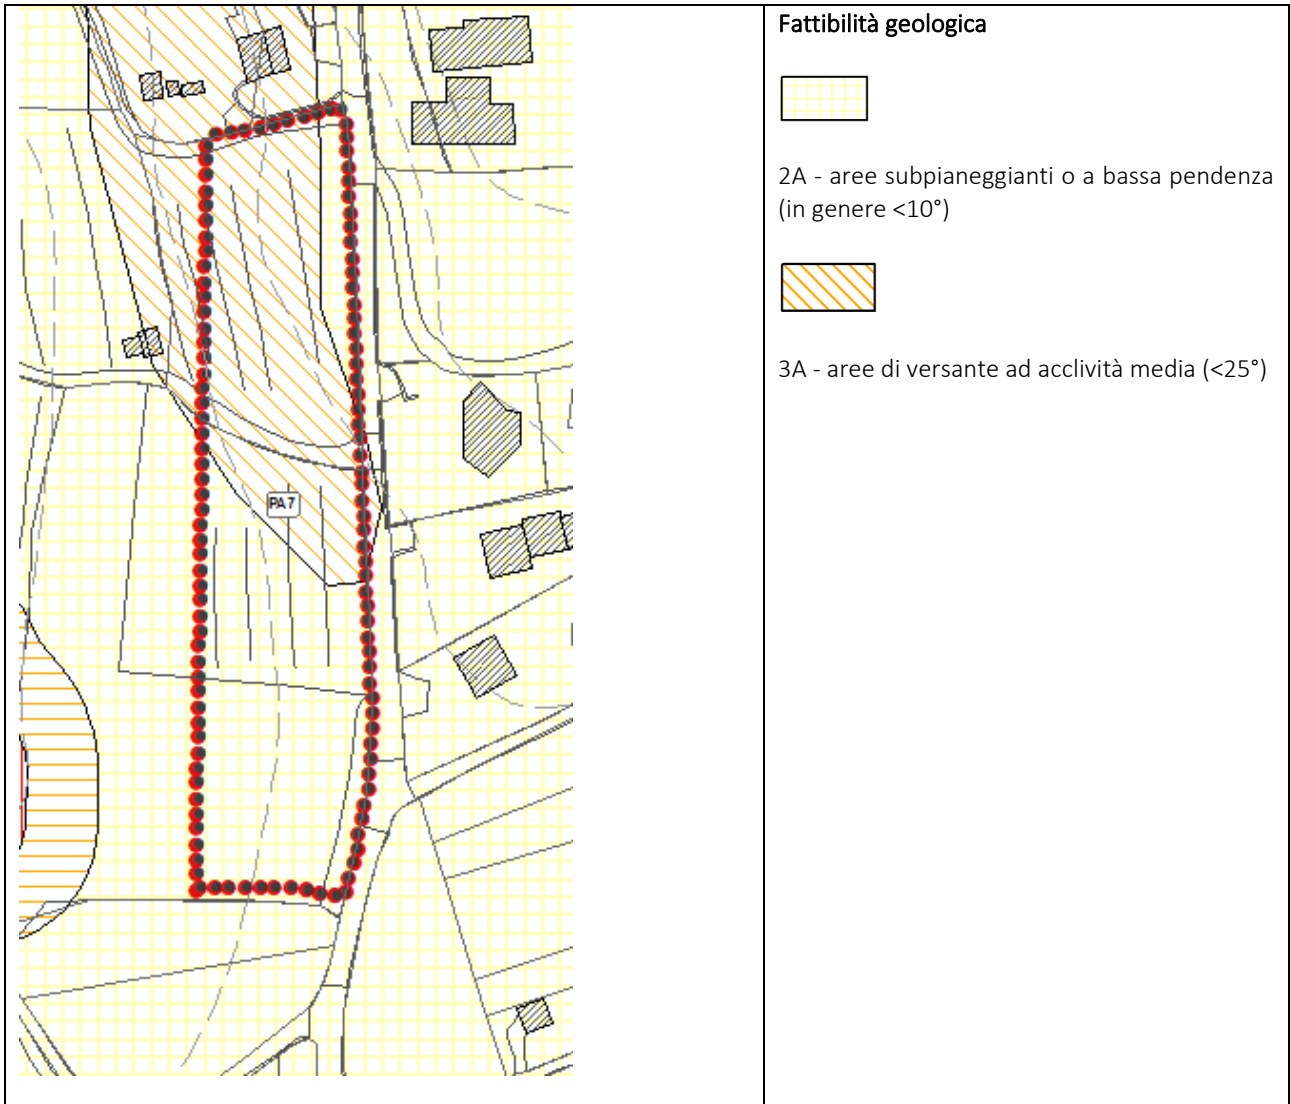 Fattibilità geologica
2A - aree subpianeggianti o a bassa pendenza
(in genere <10°)
3A - aree di versante ad acclività media (<25°)
PA7